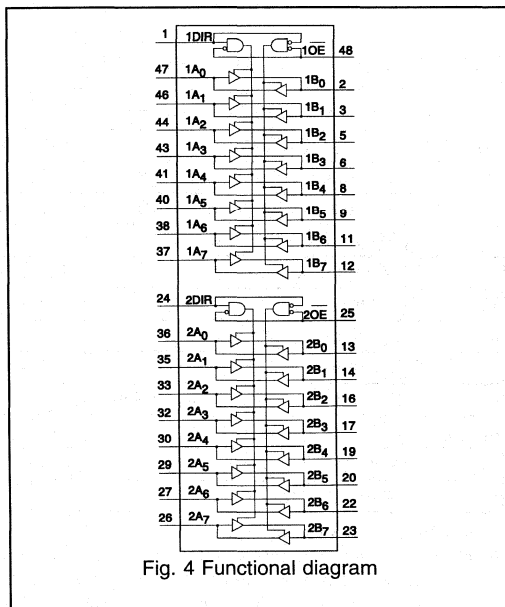 1 1DIR 1OE 48
47 1A0 1B0 2
46 1A1 1B1 3
44 1A2 1B2 5
43 1A3 1B3 6
41 1A4 1B4 8
40 1A5 1B5 9
38 1A6 1B6 11
37 1A7 1B7 12
24 2DIR 2OE 25
36 2A0 2B0 13
35 2A1 2B1 14
33 2A2 2B2 16
32 2A3 2B3 17
30 2A4 2B4 19
29 2A5 2B5 20
27 2A6 2B6 22
26 2A7 2B7 23
Fig. 4 Functional diagram